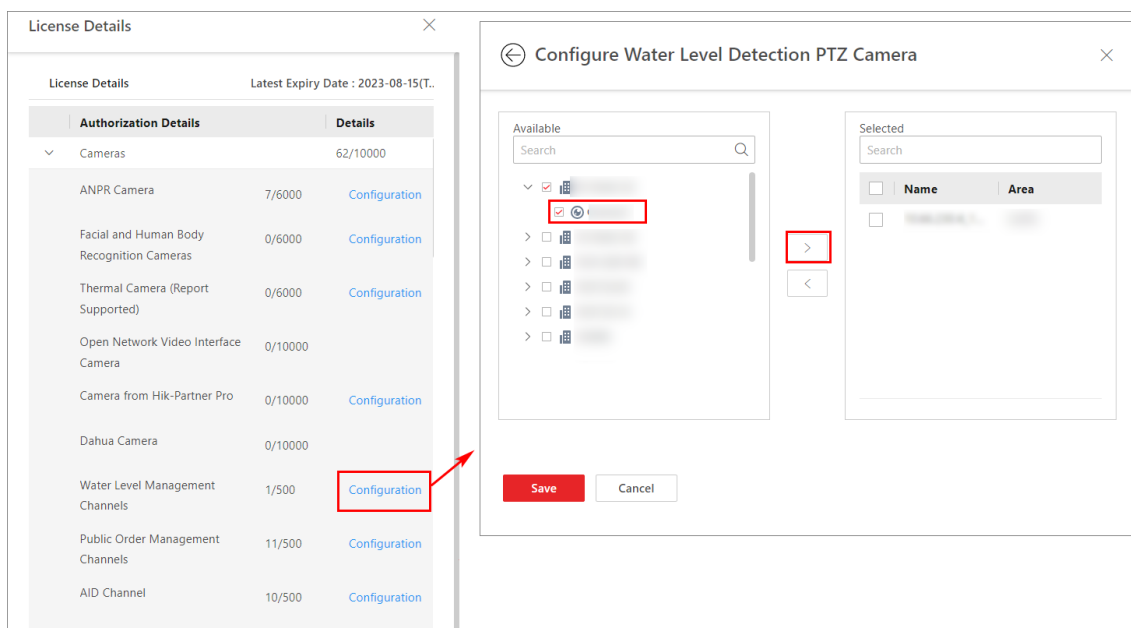 License Details
License Details Latest Expiry Date : 2023-08-15(T..
Authorization Details Details
Cameras 62/10000
ANPR Camera 7/6000 Configuration
Facial and Human Body
Recognition Cameras 0/6000 Configuration
Thermal Camera (Report
Supported) 0/6000 Configuration
Open Network Video Interface
Camera 0/10000
Camera from Hik-Partner Pro 0/10000 Configuration
Dahua Camera 0/10000
Water Level Management
Channels 1/500 Configuration
Public Order Management
Channels 11/500 Configuration
AID Channel 10/500 Configuration
Configure Water Level Detection PTZ Camera
Available
Search
Selected
Search
Name Area
Save Cancel